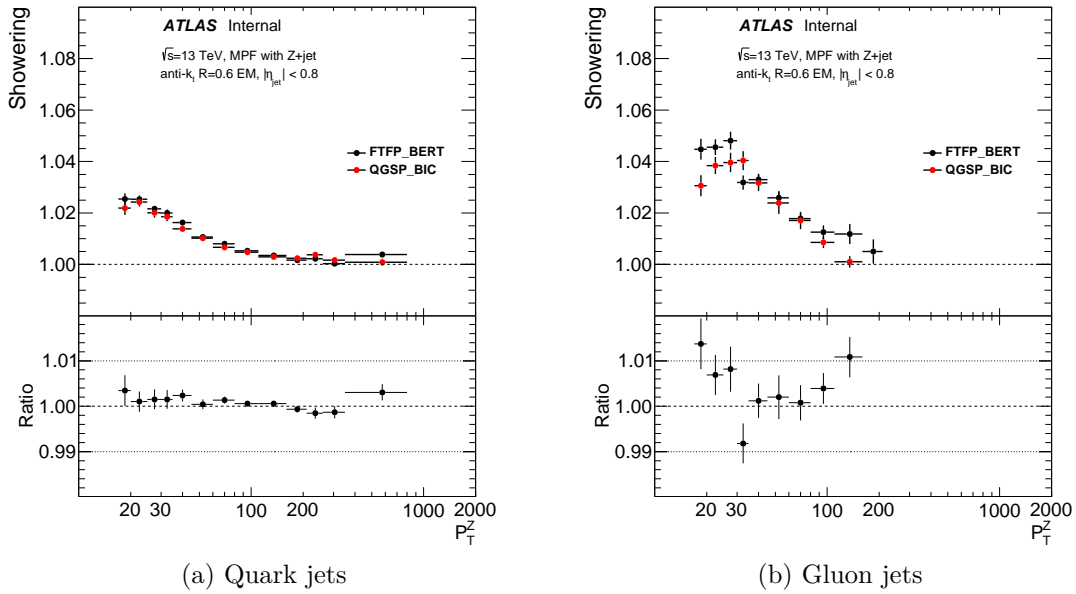 Showering
1.08
1.06
1.04
1.02
1.00
ATLAS Internal
√s=13 TeV, MPF with Z+jet
anti-kt R=0.6 EM, |ηjet| < 0.8
FTFP_BERT
QGSP_BIC
Ratio
1.01
1.00
0.99
20 30 100 200 1000 2000
P_T^Z
(a) Quark jets
Showering
1.08
1.06
1.04
1.02
1.00
ATLAS Internal
√s=13 TeV, MPF with Z+jet
anti-kt R=0.6 EM, |ηjet| < 0.8
FTFP_BERT
QGSP_BIC
Ratio
1.01
1.00
0.99
20 30 100 200 1000 2000
P_T^Z
(b) Gluon jets